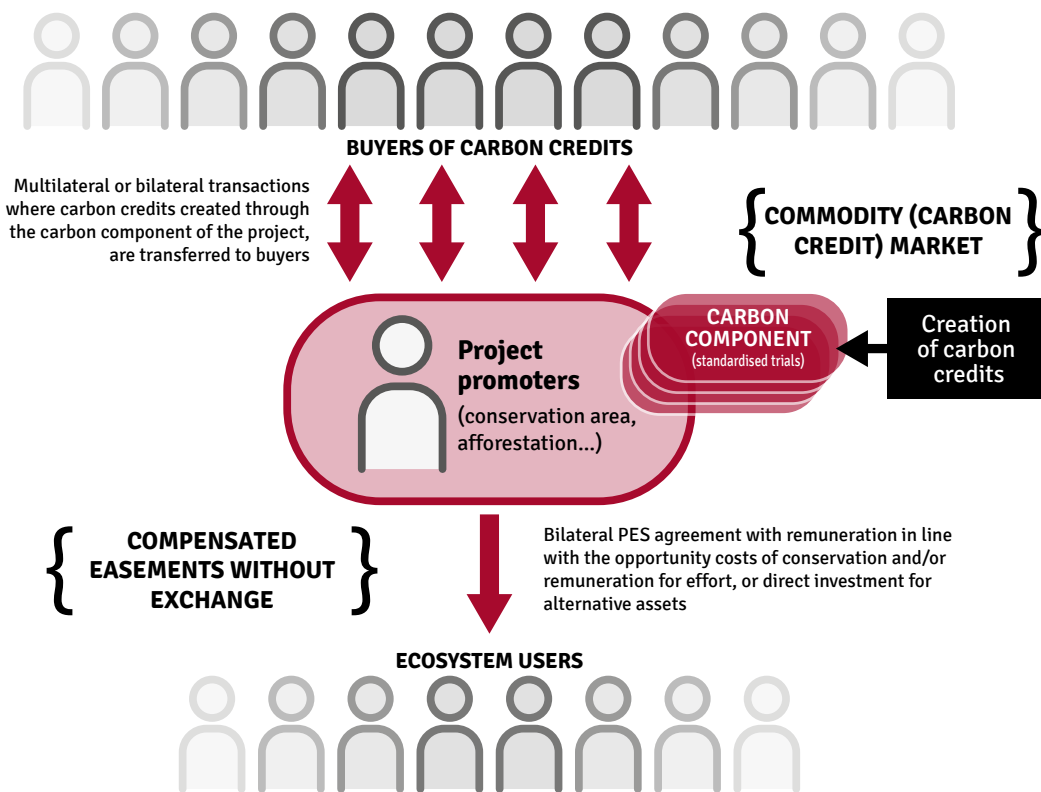 BUYERS OF CARBON CREDITS
Multilateral or bilateral transactions
where carbon credits created through
the carbon component of the project,
are transferred to buyers
{COMMODITY (CARBON
CREDIT) MARKET}
CARBON
COMPONENT
(standardised trials)
Creation
of carbon
credits
Project
promoters
(conservation area,
afforestation...)
{COMPENSATED
EASEMENTS WITHOUT
EXCHANGE}
Bilateral PES agreement with remuneration in line
with the opportunity costs of conservation and/or
remuneration for effort, or direct investment for
alternative assets
ECOSYSTEM USERS